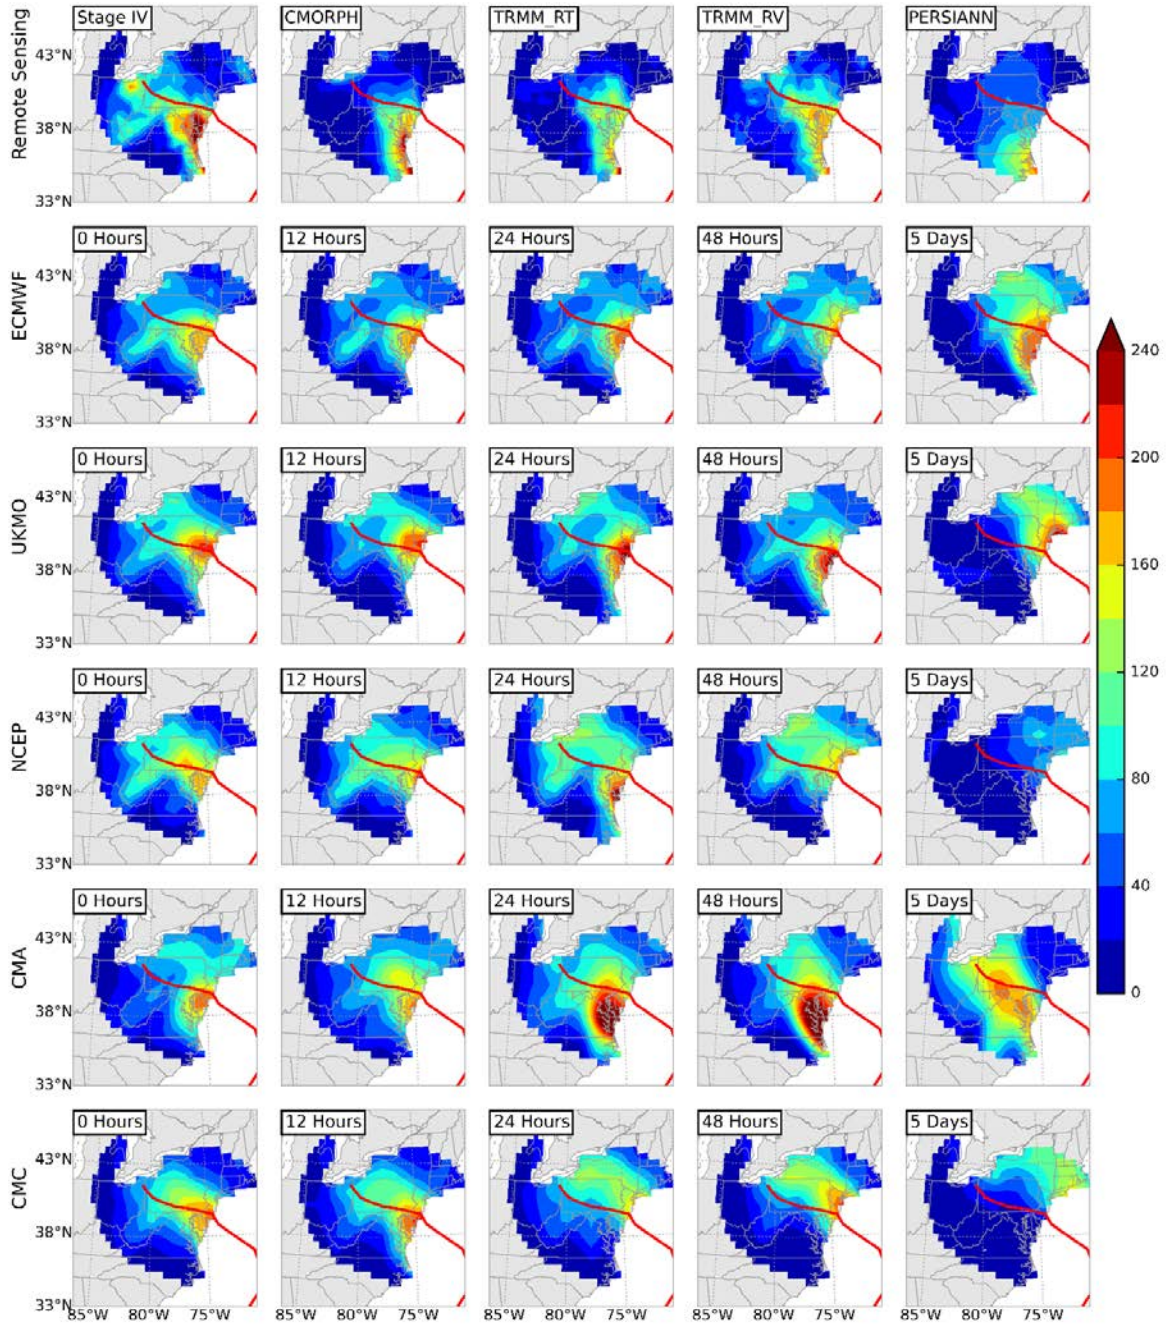 Stage IV CMORPH TRMM_RT TRMM_RV PERSIANN
Remote Sensing
43°N
38°N
33°N
0 Hours 12 Hours 24 Hours 48 Hours 5 Days
ECMWF
43°N
38°N
33°N
0 Hours 12 Hours 24 Hours 48 Hours 5 Days
UKMO
43°N
38°N
33°N
0 Hours 12 Hours 24 Hours 48 Hours 5 Days
NCEP
43°N
38°N
33°N
0 Hours 12 Hours 24 Hours 48 Hours 5 Days
CMA
43°N
38°N
33°N
0 Hours 12 Hours 24 Hours 48 Hours 5 Days
CMC
43°N
38°N
33°N
85°W 80°W 75°W 80°W 75°W 80°W 75°W 80°W 75°W 80°W 75°W
240
200
160
120
80
40
0